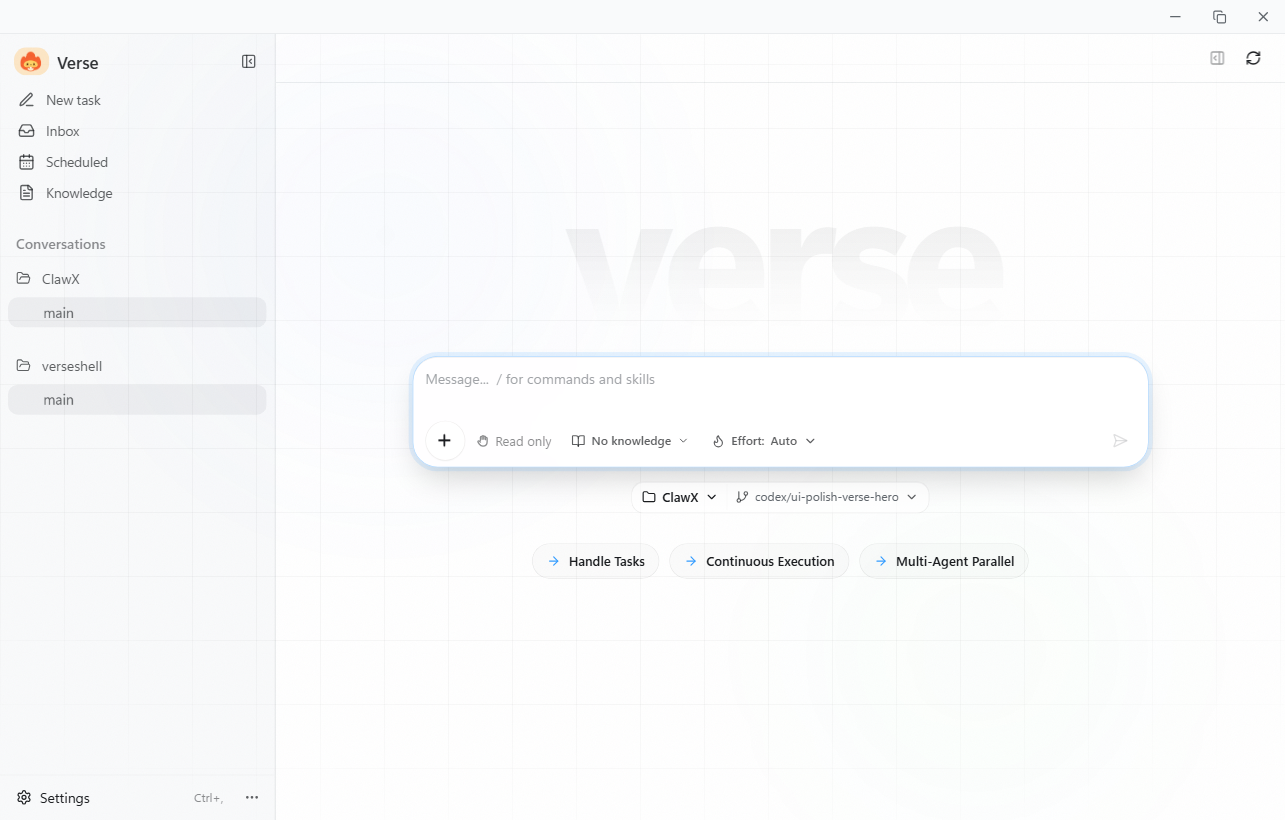 Verse
New task
Inbox
Scheduled
Knowledge
Conversations
ClawX
main
verseshell
main
Settings Ctrl+,
verse
Message... / for commands and skills
Read only No knowledge Effort: Auto
ClawX codex/ui-polish-verse-hero
Handle Tasks Continuous Execution Multi-Agent Parallel